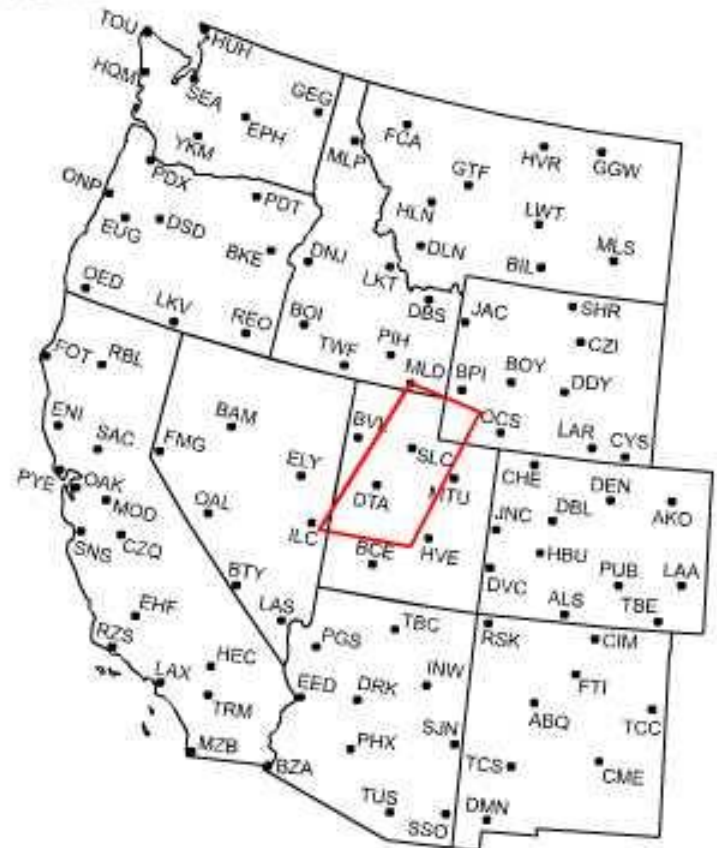 TOU
HUH
HQM
SEA
GEG
EPH
YKM
MLP
FCA
HVR
GGW
GTF
PDX
ONP
PDT
HLN
LWT
EUG
DSD
BKE
DNJ
DLN
MLS
LKT
BIL
OED
LKV
REO
BOI
DBS
JAC
SHR
TWF
PIH
CZI
FOT
RBL
MLD
BPI
BOY
DDY
ENI
BAM
BVL
OCS
SAC
FMG
SLC
LAR
CYS
PYE
OAK
ELY
MTU
CHE
DEN
MOD
OAL
DTA
JNC
DBL
AKO
SNS
CZQ
ILC
BCE
HVE
HBU
BTY
DVC
PUB
LAA
EHF
LAS
ALS
TBE
RZS
PGS
TBC
RSK
CIM
LAX
HEC
INW
FTI
TRM
EED
DRK
ABQ
TCC
MZB
PHX
SJN
BZA
TCS
CME
TUS
SSO
DMN